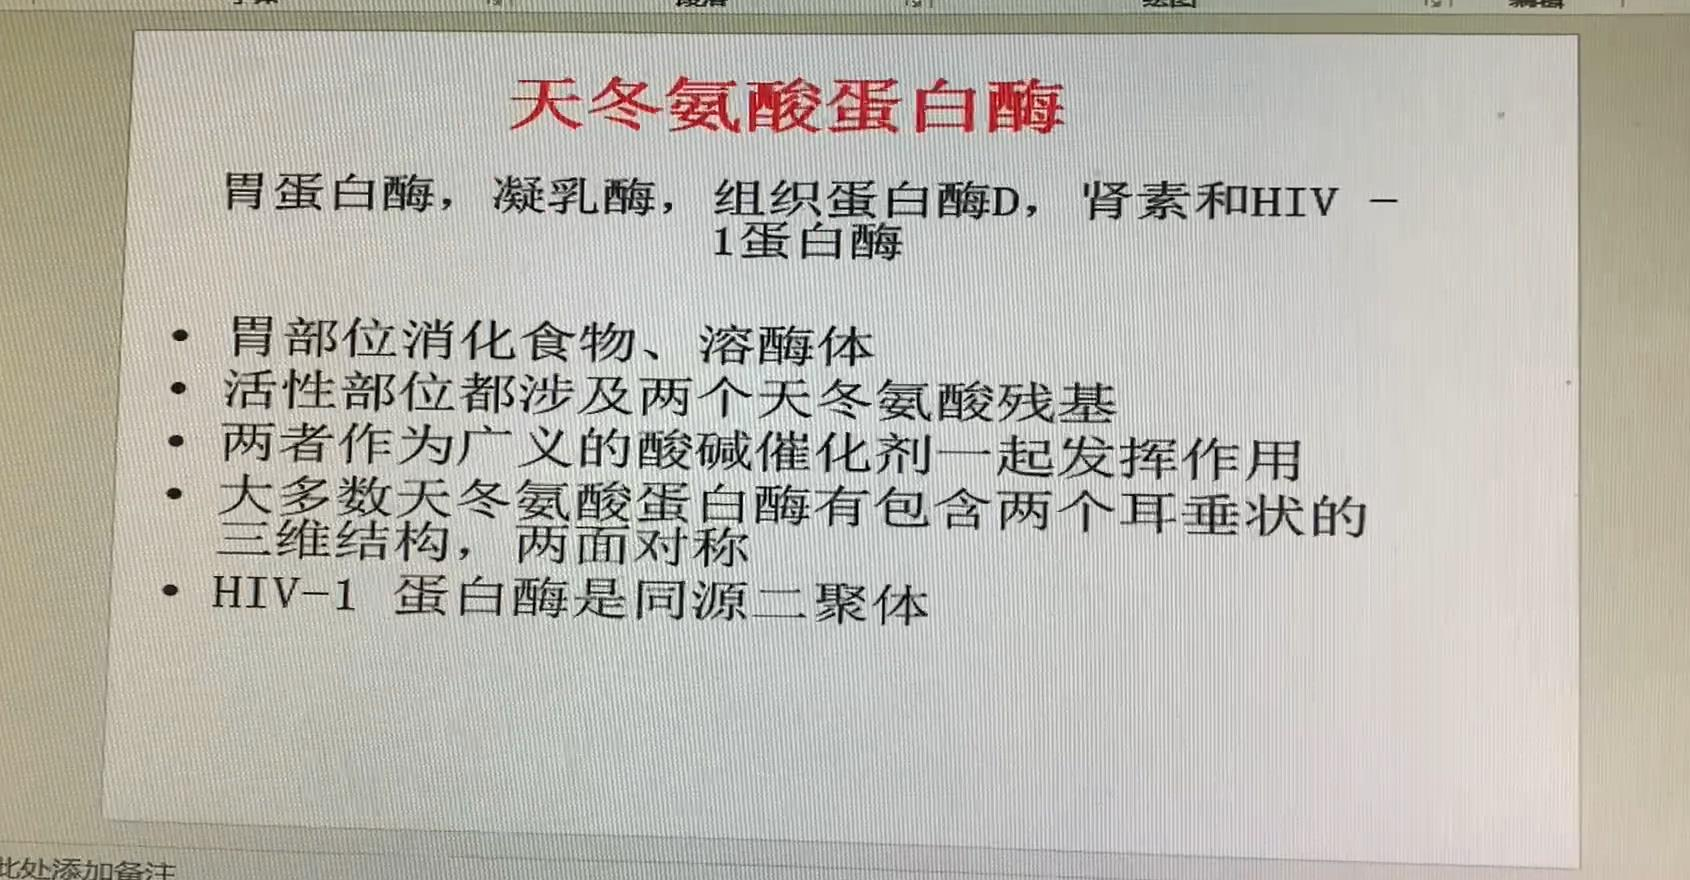 段落
绘图
编辑
天冬氨酸蛋白酶
胃蛋白酶，凝乳酶，组织蛋白酶D，肾素和HIV －
1蛋白酶
• 胃部位消化食物、溶酶体
• 活性部位都涉及两个天冬氨酸残基
• 两者作为广义的酸碱催化剂一起发挥作用
• 大多数天冬氨酸蛋白酶有包含两个耳垂状的
三维结构，两面对称
• HIV-1 蛋白酶是同源二聚体
此处添加备注